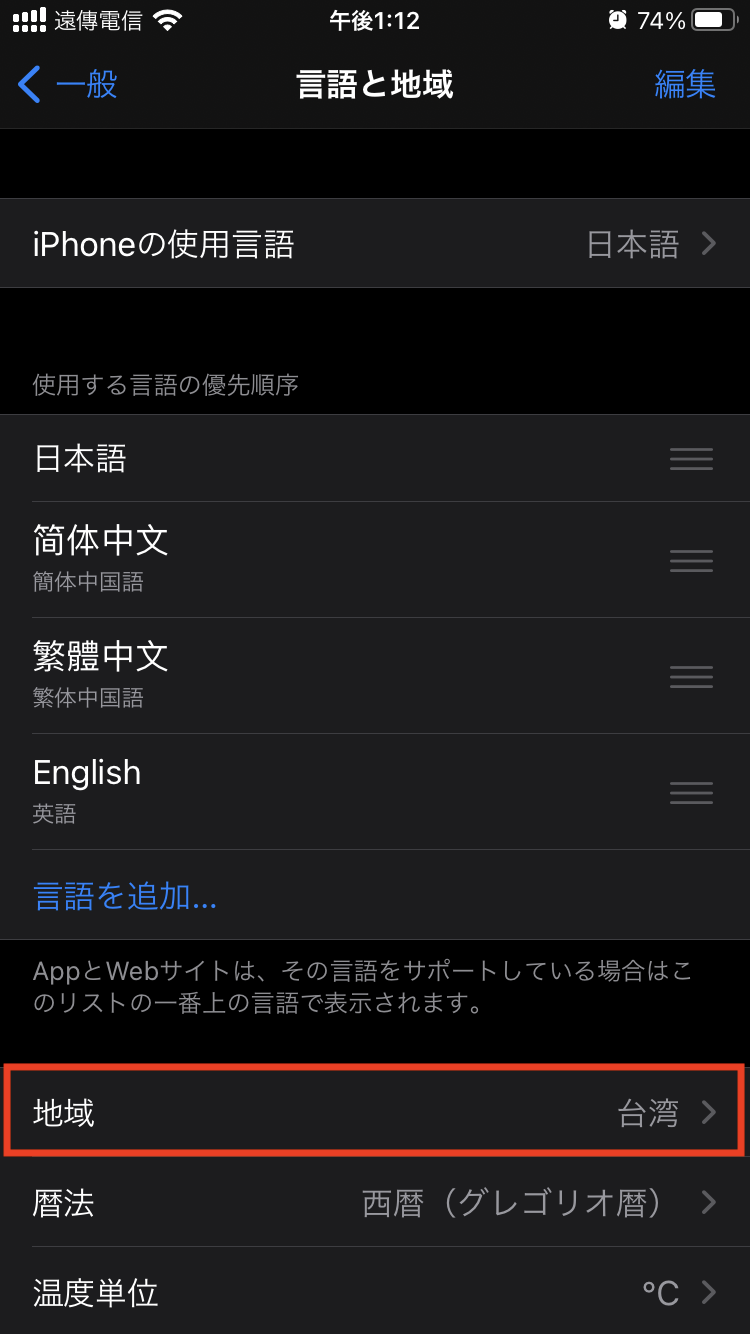 遠傳電信 午後1:12 74%
一般 言語と地域 編集
iPhoneの使用言語 日本語
使用する言語の優先順序
日本語
简体中文
簡体中国語
繁體中文
繁体中国語
English
英語
言語を追加...
AppとWebサイトは、その言語をサポートしている場合はこ
のリストの一番上の言語で表示されます。
地域 台湾
暦法 西暦（グレゴリオ暦）
温度単位 °C